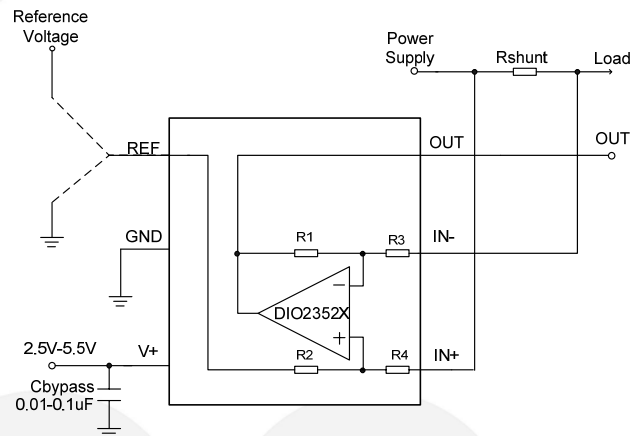 Reference
Voltage
Power
Supply
Rshunt
Load
REF
OUT
OUT
GND
R1
R3
IN-
DIO2352X
2.5V-5.5V
V+
R2
R4
IN+
Cbypass
0.01-0.1uF